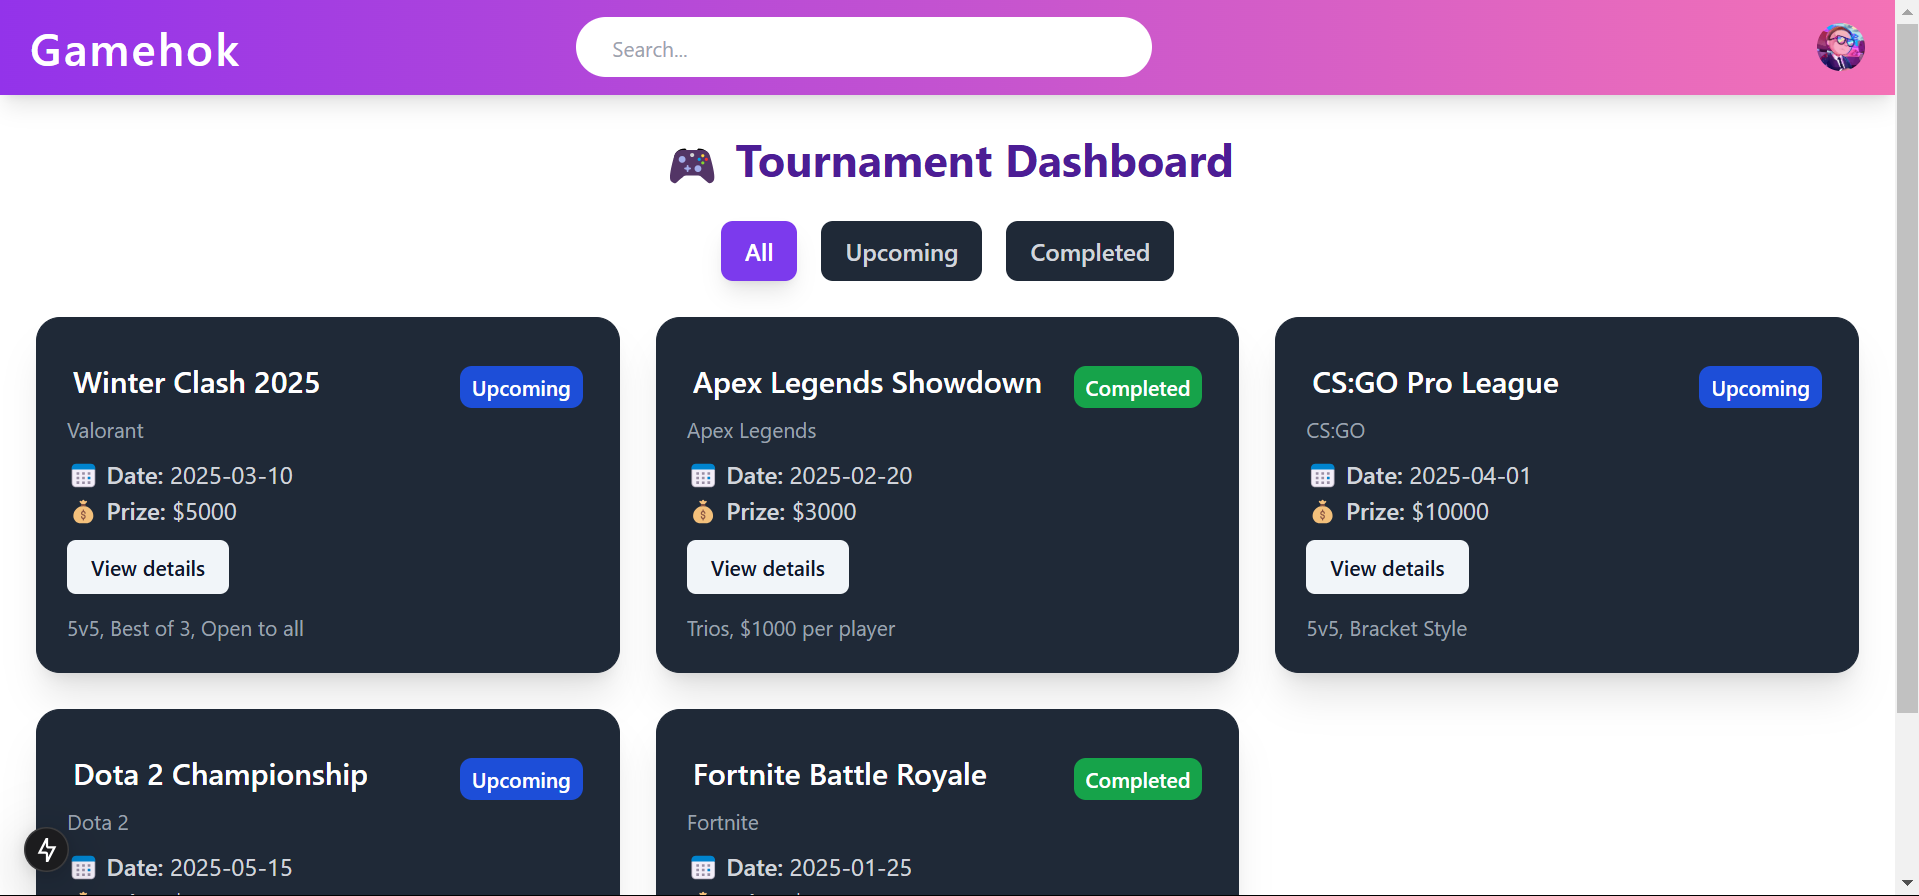 Gamehok
Search...
Tournament Dashboard
All
Upcoming
Completed
Winter Clash 2025
Upcoming
Valorant
Date: 2025-03-10
Prize: $5000
View details
5v5, Best of 3, Open to all
Apex Legends Showdown
Completed
Apex Legends
Date: 2025-02-20
Prize: $3000
View details
Trios, $1000 per player
CS:GO Pro League
Upcoming
CS:GO
Date: 2025-04-01
Prize: $10000
View details
5v5, Bracket Style
Dota 2 Championship
Upcoming
Dota 2
Date: 2025-05-15
Fortnite Battle Royale
Completed
Fortnite
Date: 2025-01-25